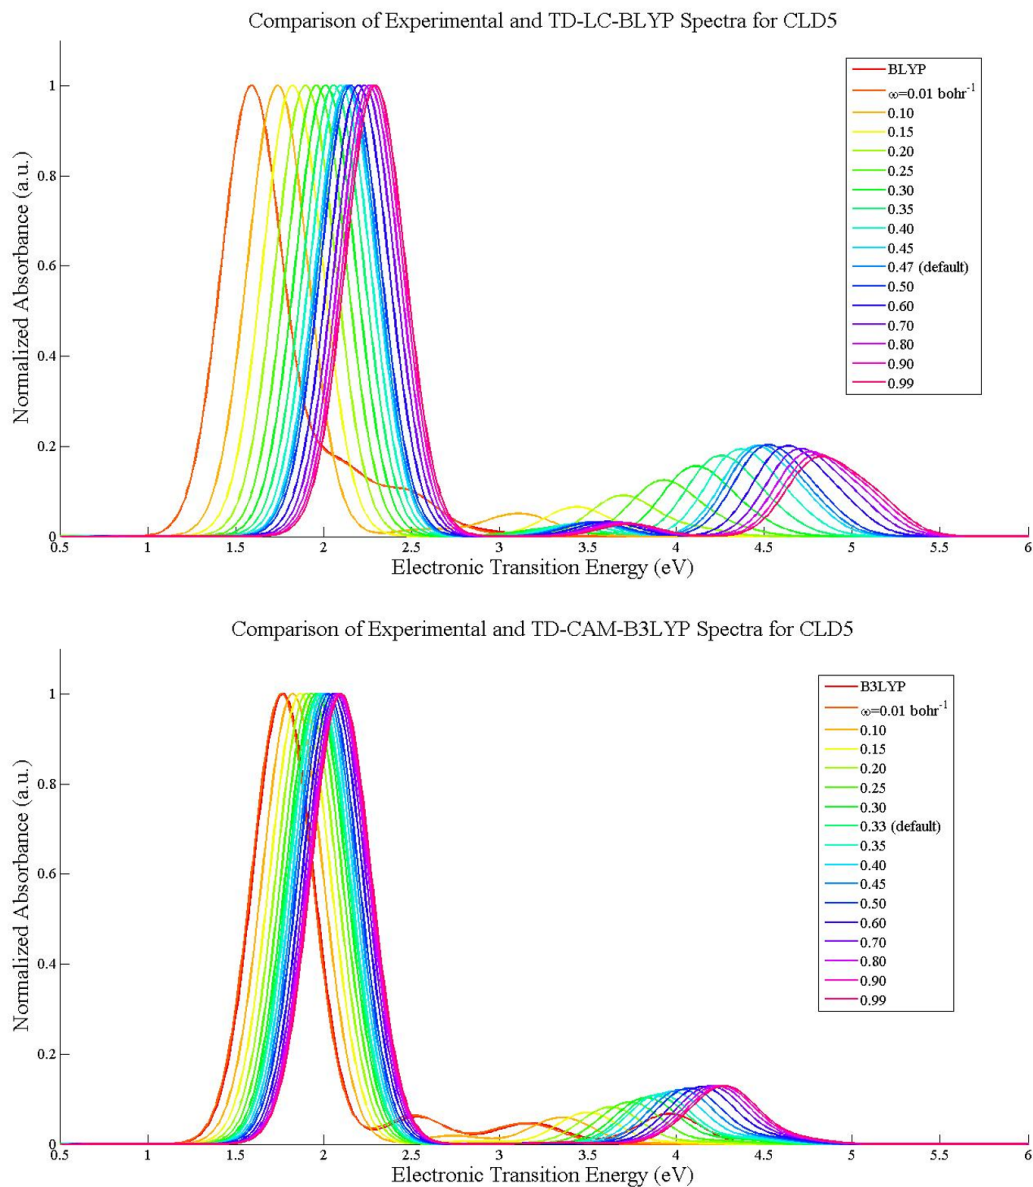 Comparison of Experimental and TD-LC-BLYP Spectra for CLD5
Normalized Absorbance (a.u.)
1
0.8
0.6
0.4
0.2
0
0.5 1 1.5 2 2.5 3 3.5 4 4.5 5 5.5 6
Electronic Transition Energy (eV)
BLYP
ω=0.01 bohr⁻¹
0.10
0.15
0.20
0.25
0.30
0.35
0.40
0.45
0.47 (default)
0.50
0.60
0.70
0.80
0.90
0.99
Comparison of Experimental and TD-CAM-B3LYP Spectra for CLD5
Normalized Absorbance (a.u.)
1
0.8
0.6
0.4
0.2
0
0.5 1 1.5 2 2.5 3 3.5 4 4.5 5 5.5 6
Electronic Transition Energy (eV)
B3LYP
ω=0.01 bohr⁻¹
0.10
0.15
0.20
0.25
0.30
0.33 (default)
0.35
0.40
0.45
0.50
0.60
0.70
0.80
0.90
0.99